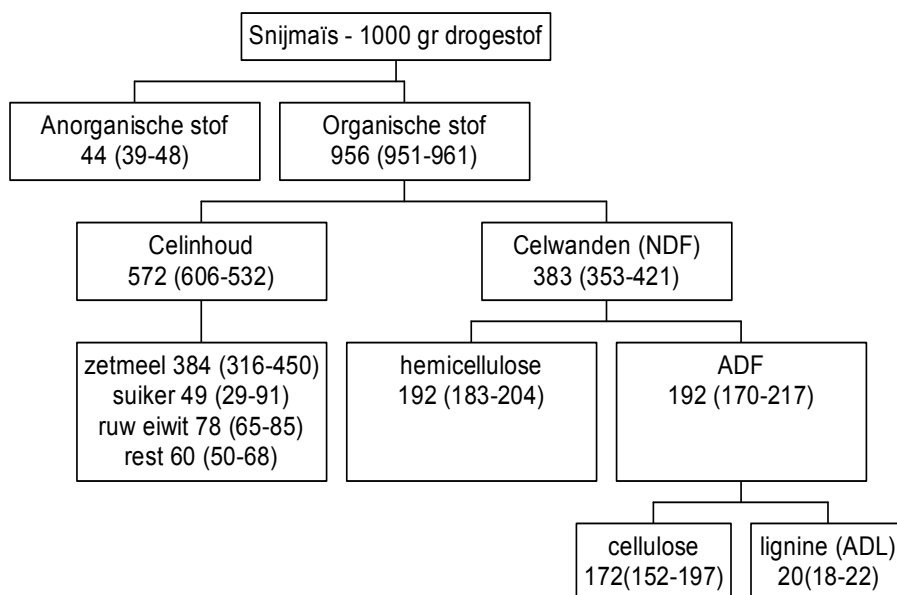 Snijmaïs - 1000 gr drogestof
Anorganische stof
44 (39-48)
Organische stof
956 (951-961)
Celinhoud
572 (606-532)
Celwanden (NDF)
383 (353-421)
zetmeel 384 (316-450)
suiker 49 (29-91)
ruw eiwit 78 (65-85)
rest 60 (50-68)
hemicellulose
192 (183-204)
ADF
192 (170-217)
cellulose
172(152-197)
lignine (ADL)
20(18-22)